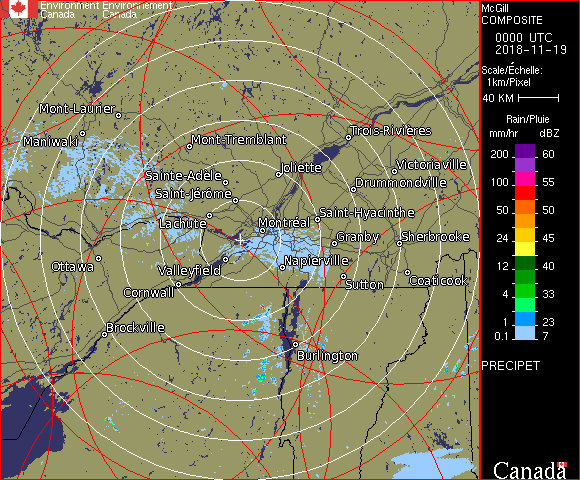 Environment Environnement
Canada Canada
McGill
COMPOSITE
0000 UTC
2018-11-19
Scale/Échelle:
1km/Pixel
40 KM
Rain/Pluie
mm/hr dBZ
200 60
150 55
100 55
50 50
24 45
12 40
4 33
1 23
0.1 7
PRECIPET
Canada
Mont-Laurier
Maniwaki
Mont-Tremblant
Trois-Rivières
Joliette
Victoriaville
Sainte-Adèle
Drummondville
Saint-Jérôme
Saint-Hyacinthe
Lachute
Montréal
Granby
Sherbrooke
Ottawa
Valleyfield
Napierville
Cornwall
Sutton
Coaticook
Brockville
Burlington